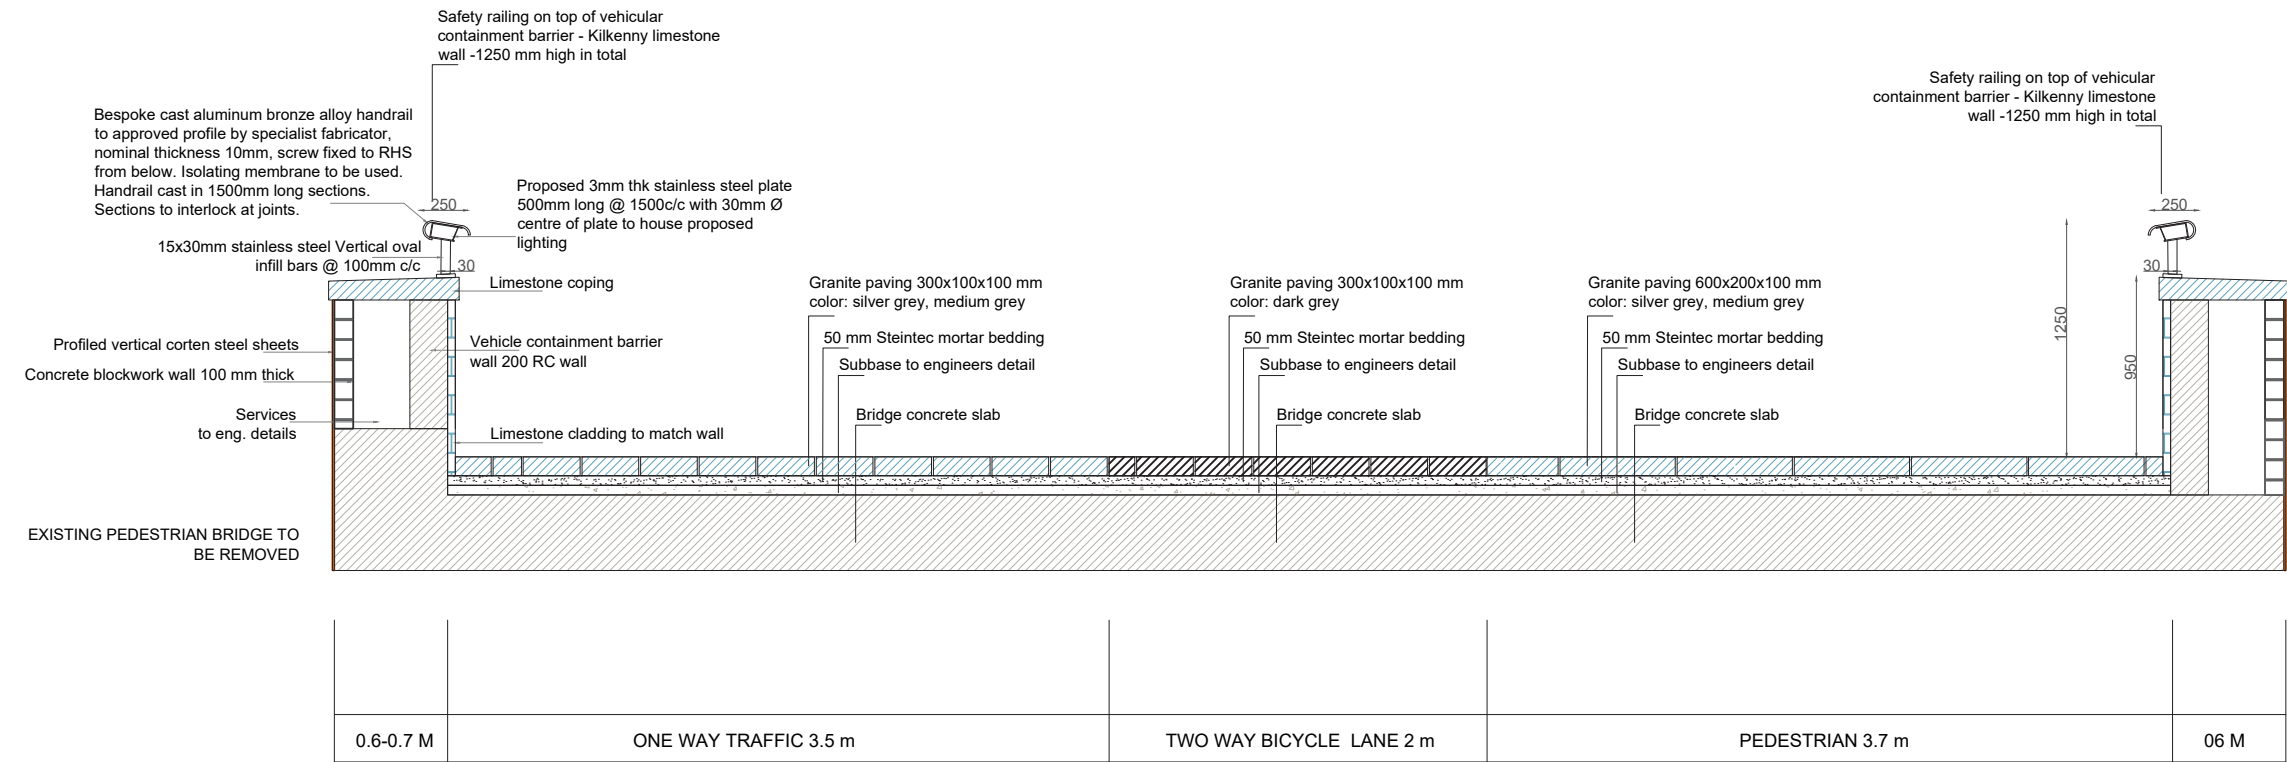 Safety railing on top of vehicular
containment barrier - Kilkenny limestone
wall -1250 mm high in total
Safety railing on top of vehicular
containment barrier - Kilkenny limestone
wall -1250 mm high in total
Bespoke cast aluminum bronze alloy handrail
to approved profile by specialist fabricator,
nominal thickness 10mm, screw fixed to RHS
from below. Isolating membrane to be used.
Handrail cast in 1500mm long sections.
Sections to interlock at joints.
Proposed 3mm thk stainless steel plate
500mm long @ 1500c/c with 30mm Ø
centre of plate to house proposed
lighting
250
250
15x30mm stainless steel Vertical oval
infill bars @ 100mm c/c
30
30
Limestone coping
Granite paving 300x100x100 mm
color: silver grey, medium grey
Granite paving 300x100x100 mm
color: dark grey
Granite paving 600x200x100 mm
color: silver grey, medium grey
1250
950
Profiled vertical corten steel sheets
Vehicle containment barrier
wall 200 RC wall
50 mm Steintec mortar bedding
50 mm Steintec mortar bedding
50 mm Steintec mortar bedding
Concrete blockwork wall 100 mm thick
Subbase to engineers detail
Subbase to engineers detail
Subbase to engineers detail
Services
to eng. details
Bridge concrete slab
Bridge concrete slab
Bridge concrete slab
Limestone cladding to match wall
EXISTING PEDESTRIAN BRIDGE TO
BE REMOVED
0.6-0.7 M
ONE WAY TRAFFIC 3.5 m
TWO WAY BICYCLE LANE 2 m
PEDESTRIAN 3.7 m
06 M